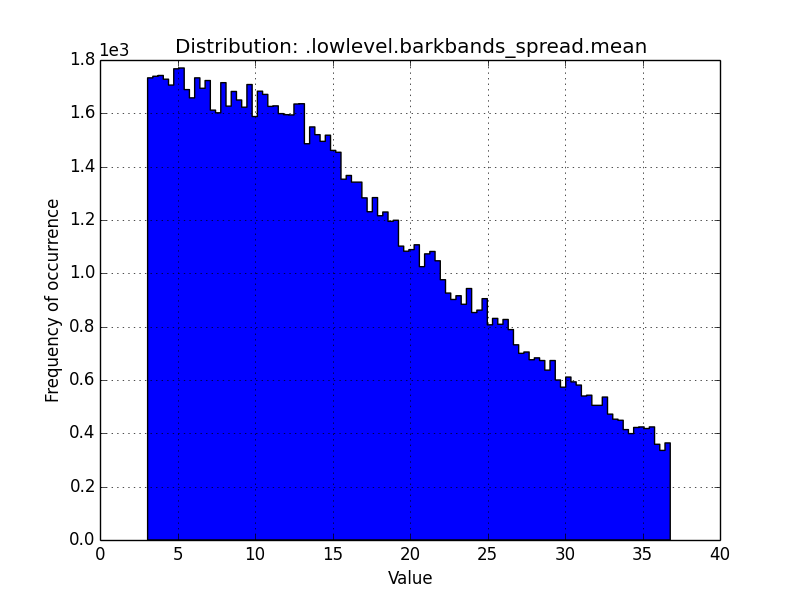 Distribution: .lowlevel.barkbands_spread.mean
1e3
1.8
1.6
1.4
1.2
1.0
0.8
0.6
0.4
0.2
0.0
Frequency of occurrence
0 5 10 15 20 25 30 35 40
Value